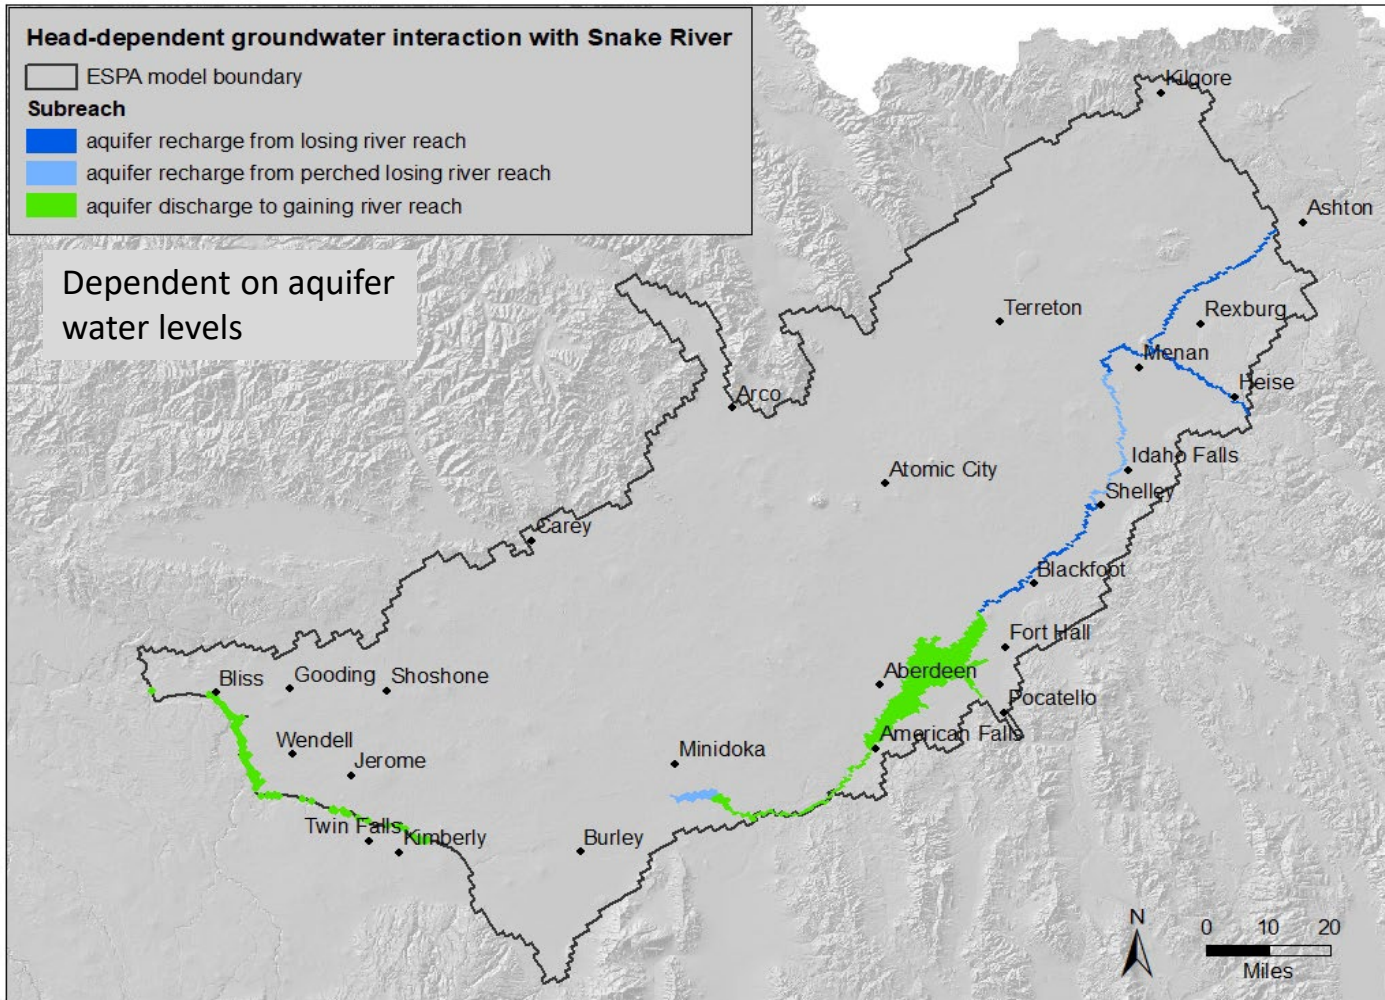 Head-dependent groundwater interaction with Snake River
ESPA model boundary
Subreach
aquifer recharge from losing river reach
aquifer recharge from perched losing river reach
aquifer discharge to gaining river reach
Dependent on aquifer
water levels
Kilgore
Ashton
Terreton
Rexburg
Menan
Heise
Arco
Idaho Falls
Atomic City
Shelley
Carey
Blackfoot
Fort Hall
Aberdeen
Bliss
Gooding
Shoshone
Pocatello
American Falls
Wendell
Jerome
Minidoka
Twin Falls
Kimberly
Burley
N
0 10 20
Miles